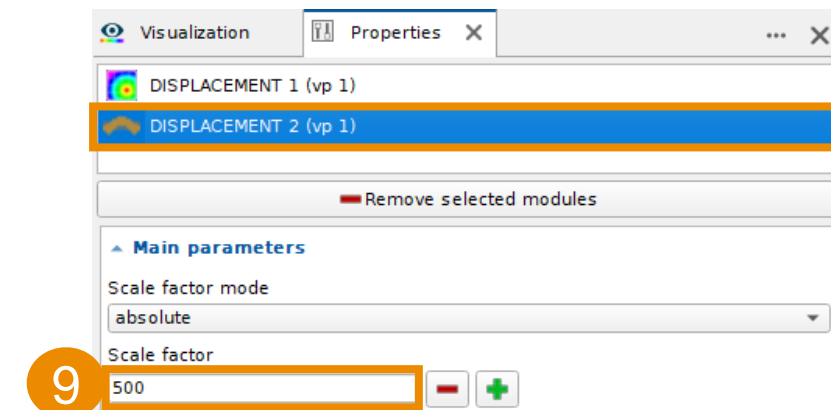 Visualization Properties
DISPLACEMENT 1 (vp 1)
DISPLACEMENT 2 (vp 1)
Remove selected modules
Main parameters
Scale factor mode
absolute
Scale factor
9 500